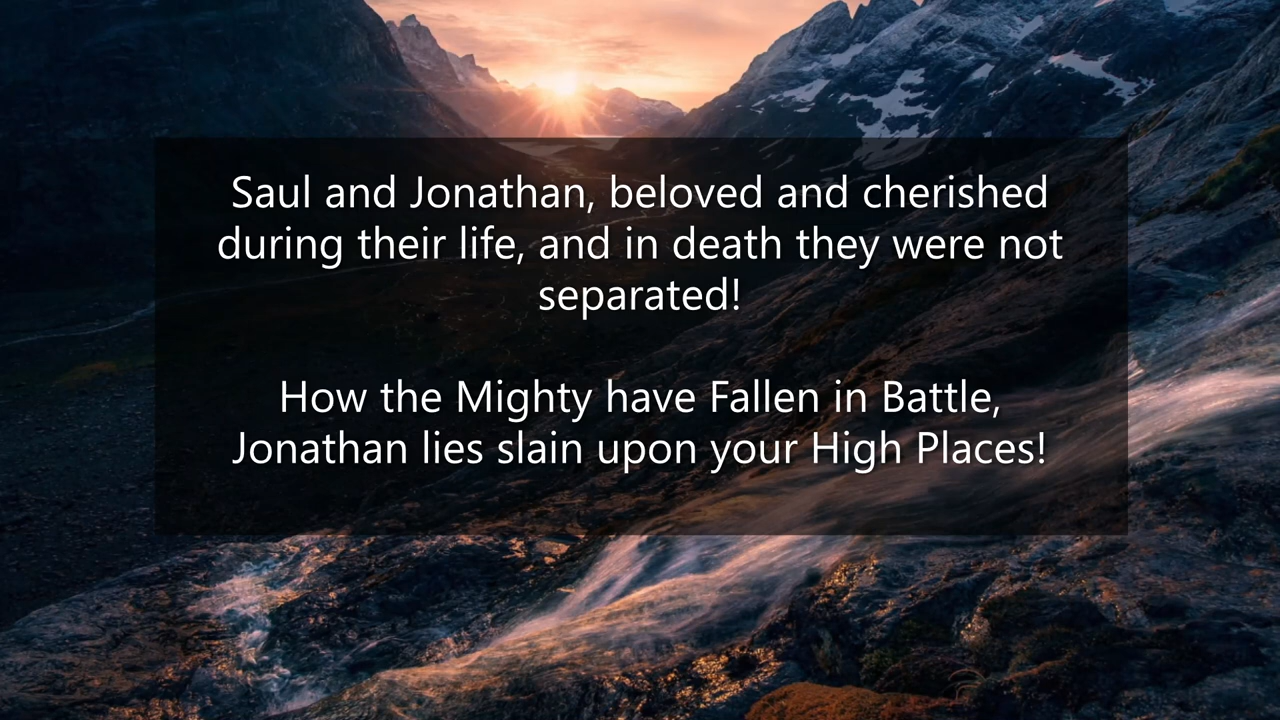 Saul and Jonathan, beloved and cherished
during their life, and in death they were not
separated!
How the Mighty have Fallen in Battle,
Jonathan lies slain upon your High Places!